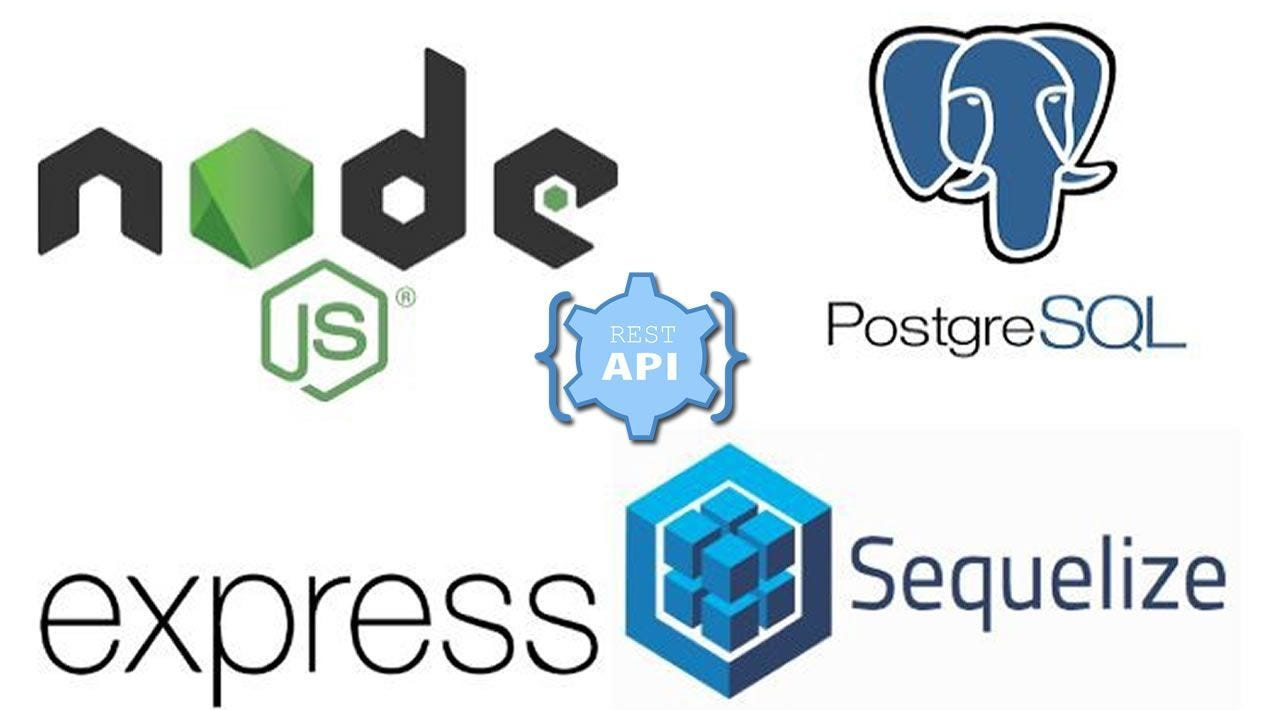 node
JS®
PostgreSQL
REST
API
express
Sequelize